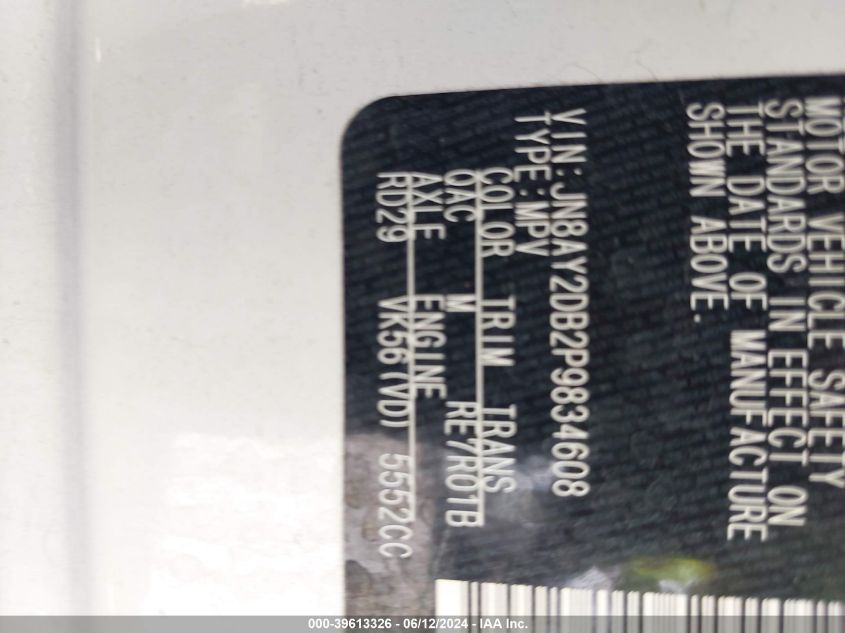 MOTOR VEHICLE SAFETY
STANDARDS IN EFFECT ON
THE DATE OF MANUFACTURE
SHOWN ABOVE.
VIN:JN8AY2DB2P9834608
TYPE:MPV
COLOR TRIM TRANS
QAC M RE7R01B
AXLE ENGINE
RD29 VK56(VD) 5552CC
000-39613326 - 06/12/2024 - IAA Inc.